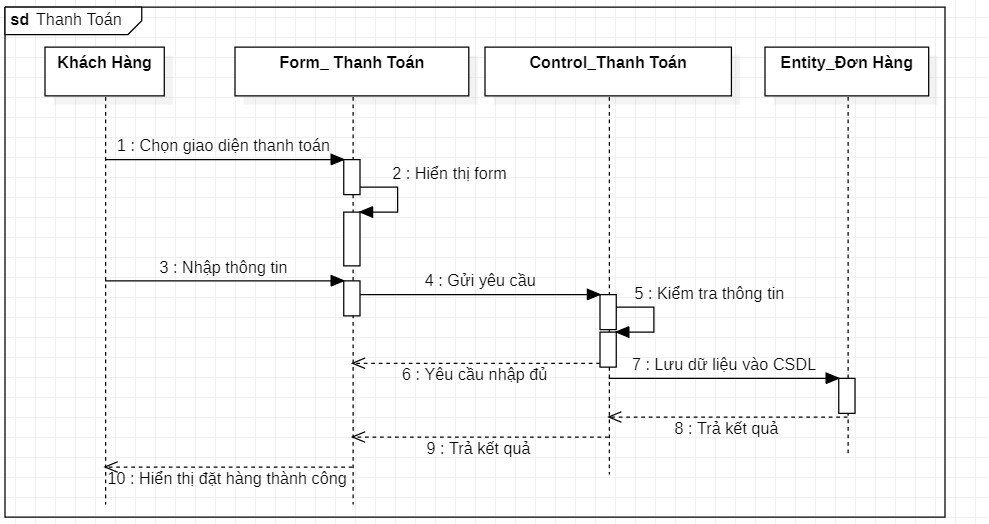 sd Thanh Toán
Khách Hàng
Form_ Thanh Toán
Control_Thanh Toán
Entity_Đơn Hàng
1 : Chọn giao diện thanh toán
2 : Hiển thị form
3 : Nhập thông tin
4 : Gửi yêu cầu
5 : Kiểm tra thông tin
6 : Yêu cầu nhập đủ
7 : Lưu dữ liệu vào CSDL
8 : Trả kết quả
9 : Trả kết quả
10 : Hiển thị đặt hàng thành công